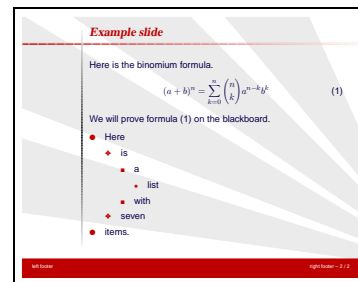 Example slide
Here is the binomium formula.
(a + b)^n = \sum_{k=0}^{n} \binom{n}{k} a^{n−k} b^k (1)
We will prove formula (1) on the blackboard.
Here
is
a
list
with
seven
items.
left footer right footer – 2 / 2